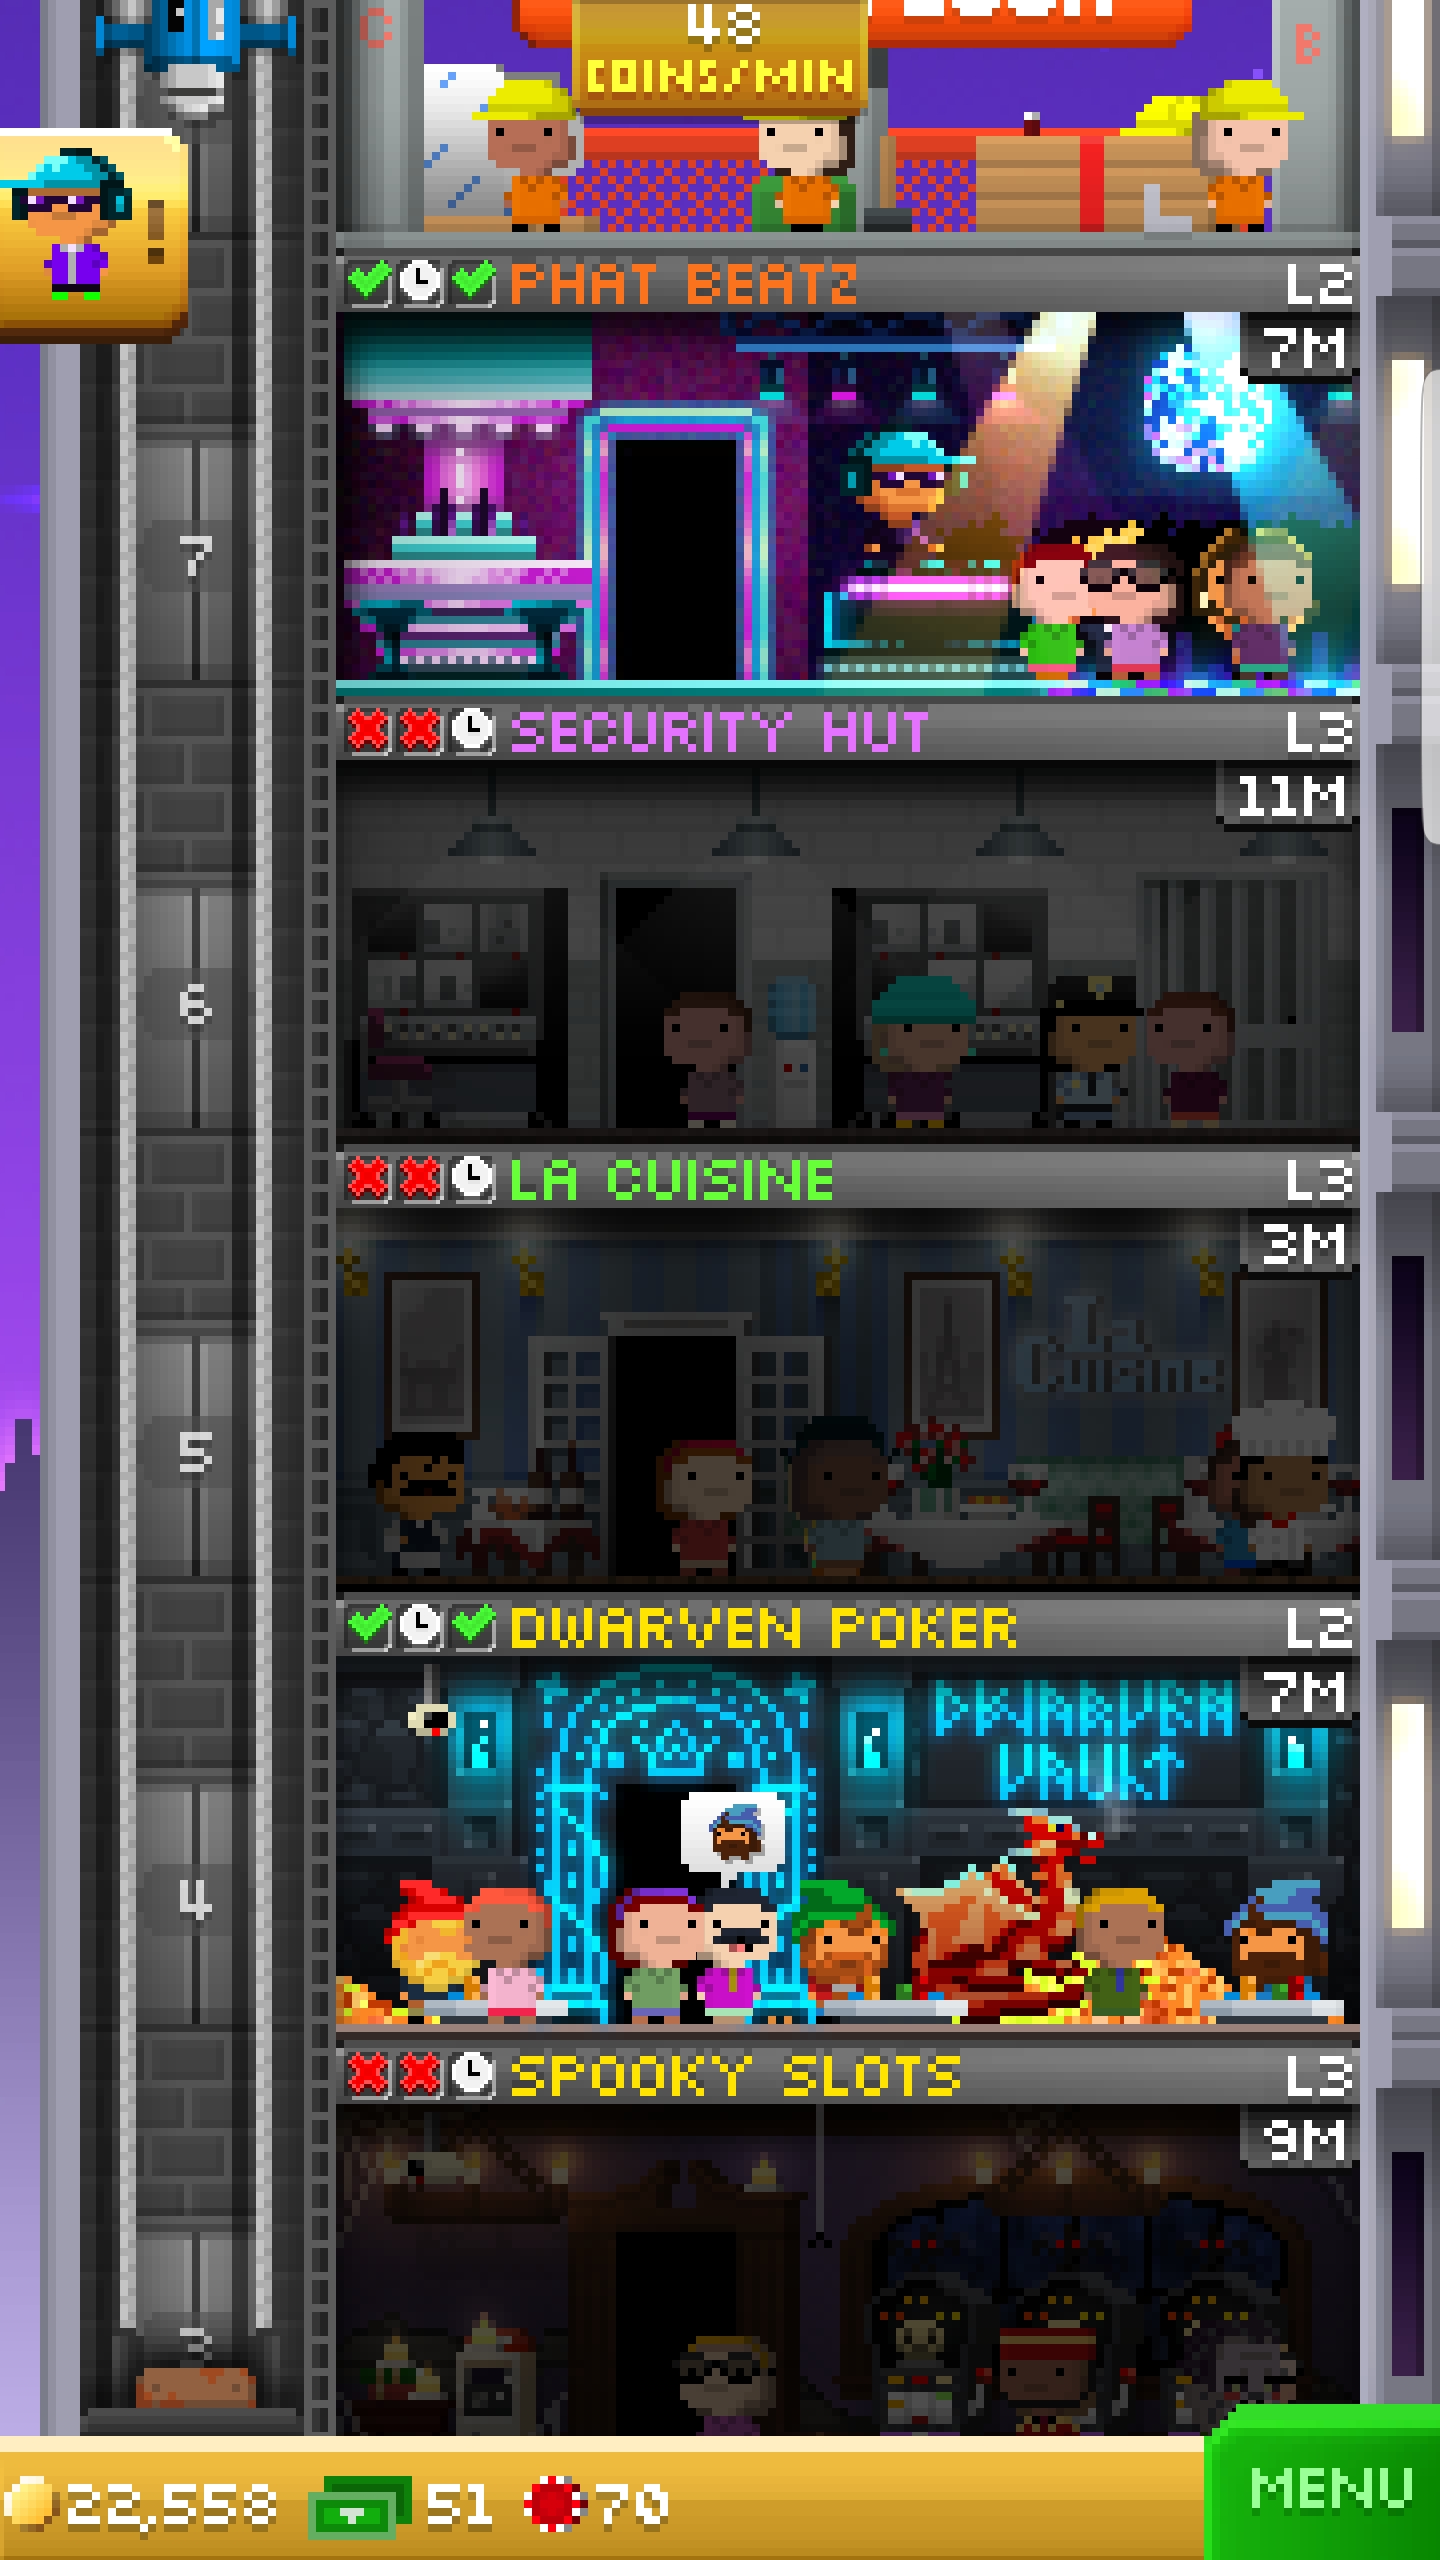 C
48
COINS/MIN
B
PHAT BEATZ
L2
7M
7
SECURITY HUT
L3
11M
6
LA CUISINE
L3
3M
La
Cuisine
5
DWARVEN POKER
L2
7M
DWARVEN
VAULT
4
SPOOKY SLOTS
L3
9M
22,558
51
70
MENU